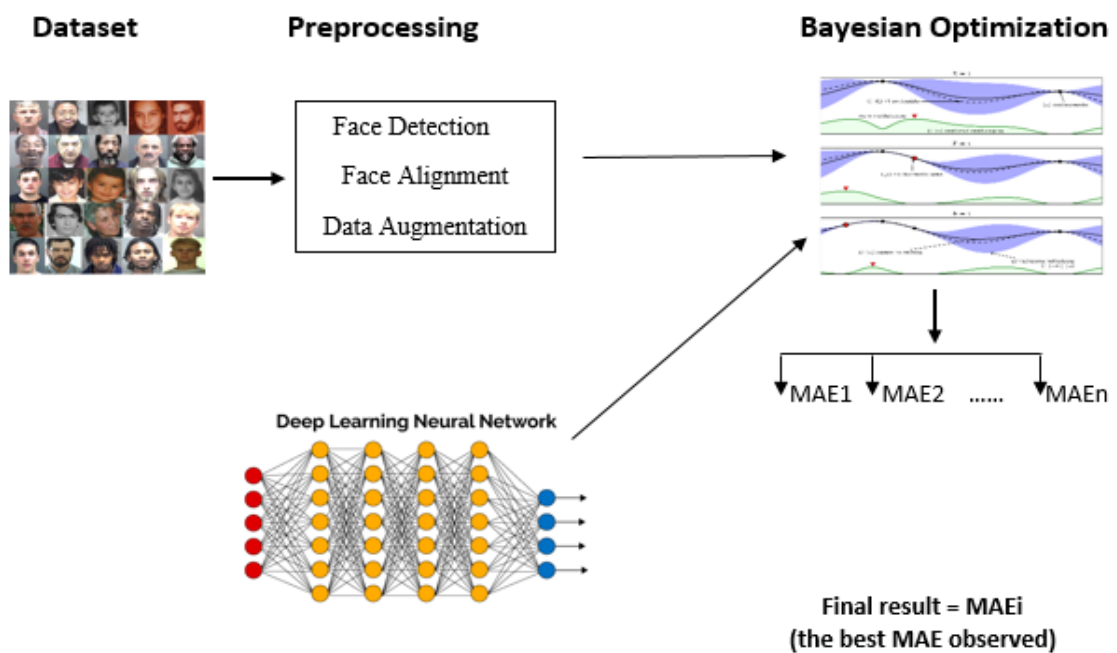 Dataset
Preprocessing
Bayesian Optimization
Face Detection
Face Alignment
Data Augmentation
MAE1 MAE2 ...... MAEn
Deep Learning Neural Network
Final result = MAEi
(the best MAE observed)